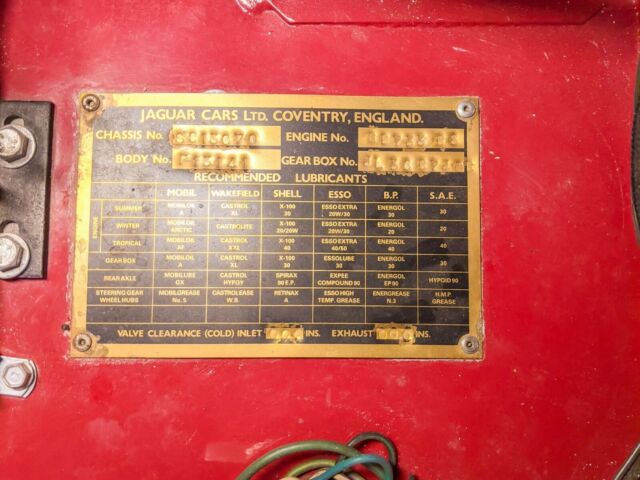 JAGUAR CARS LTD. COVENTRY, ENGLAND.
CHASSIS No. ENGINE No.
BODY No. GEAR BOX No.
RECOMMENDED LUBRICANTS
MOBIL WAKEFIELD SHELL ESSO B.P. S.A.E.
ENGINE
SUMMER MOBILOIL A CASTROL XL X-100 30 ESSO EXTRA 20W/30 ENERGOL 30 30
WINTER MOBILOIL ARCTIC CASTROLITE X-100 20/20W ESSO EXTRA 20W/30 ENERGOL 20 20
TROPICAL MOBILOIL AF CASTROL XXL X-100 40 ESSO EXTRA 40/50 ENERGOL 40 40
GEARBOX MOBILOIL A CASTROL XL X-100 30 ESSOLUBE 30 ENERGOL 30 30
REAR AXLE MOBILUBE GX CASTROL HYPOY SPIRAX 90 E.P. EXPEE COMPOUND 90 ENERGOL EP 90 HYPOID 90
STEERING GEAR WHEEL HUBS MOBILGREASE No. 5 CASTROLEASE W.B. RETINAX A ESSO HIGH TEMP. GREASE ENERGREASE N.3 H.M.P. GREASE
VALVE CLEARANCE (COLD) INLET INS. EXHAUST INS.